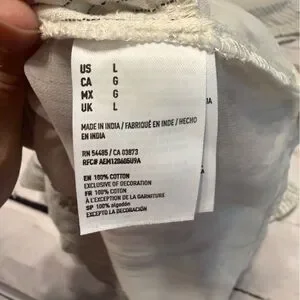 US L
CA G
MX G
UK L
MADE IN INDIA / FABRIQUÉ EN INDE / HECHO
EN INDIA
RN 54485 / CA 03873
RFC# AEM120605U9A
EN 100% COTTON
EXCLUSIVE OF DECORATION
FR 100% COTON
À L'EXCEPTION DE LA GARNITURE
SP 100% algodón
EXCEPTO LA DECORACIÓN